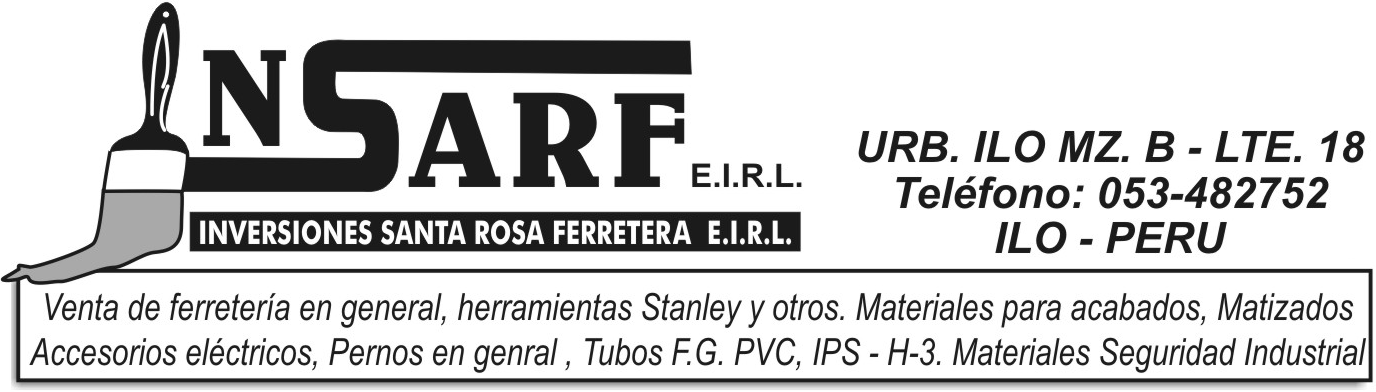 INSARF E.I.R.L.
INVERSIONES SANTA ROSA FERRETERA E.I.R.L.
URB. ILO MZ. B - LTE. 18
Teléfono: 053-482752
ILO - PERU
Venta de ferretería en general, herramientas Stanley y otros. Materiales para acabados, Matizados
Accesorios eléctricos, Pernos en genral , Tubos F.G. PVC, IPS - H-3. Materiales Seguridad Industrial